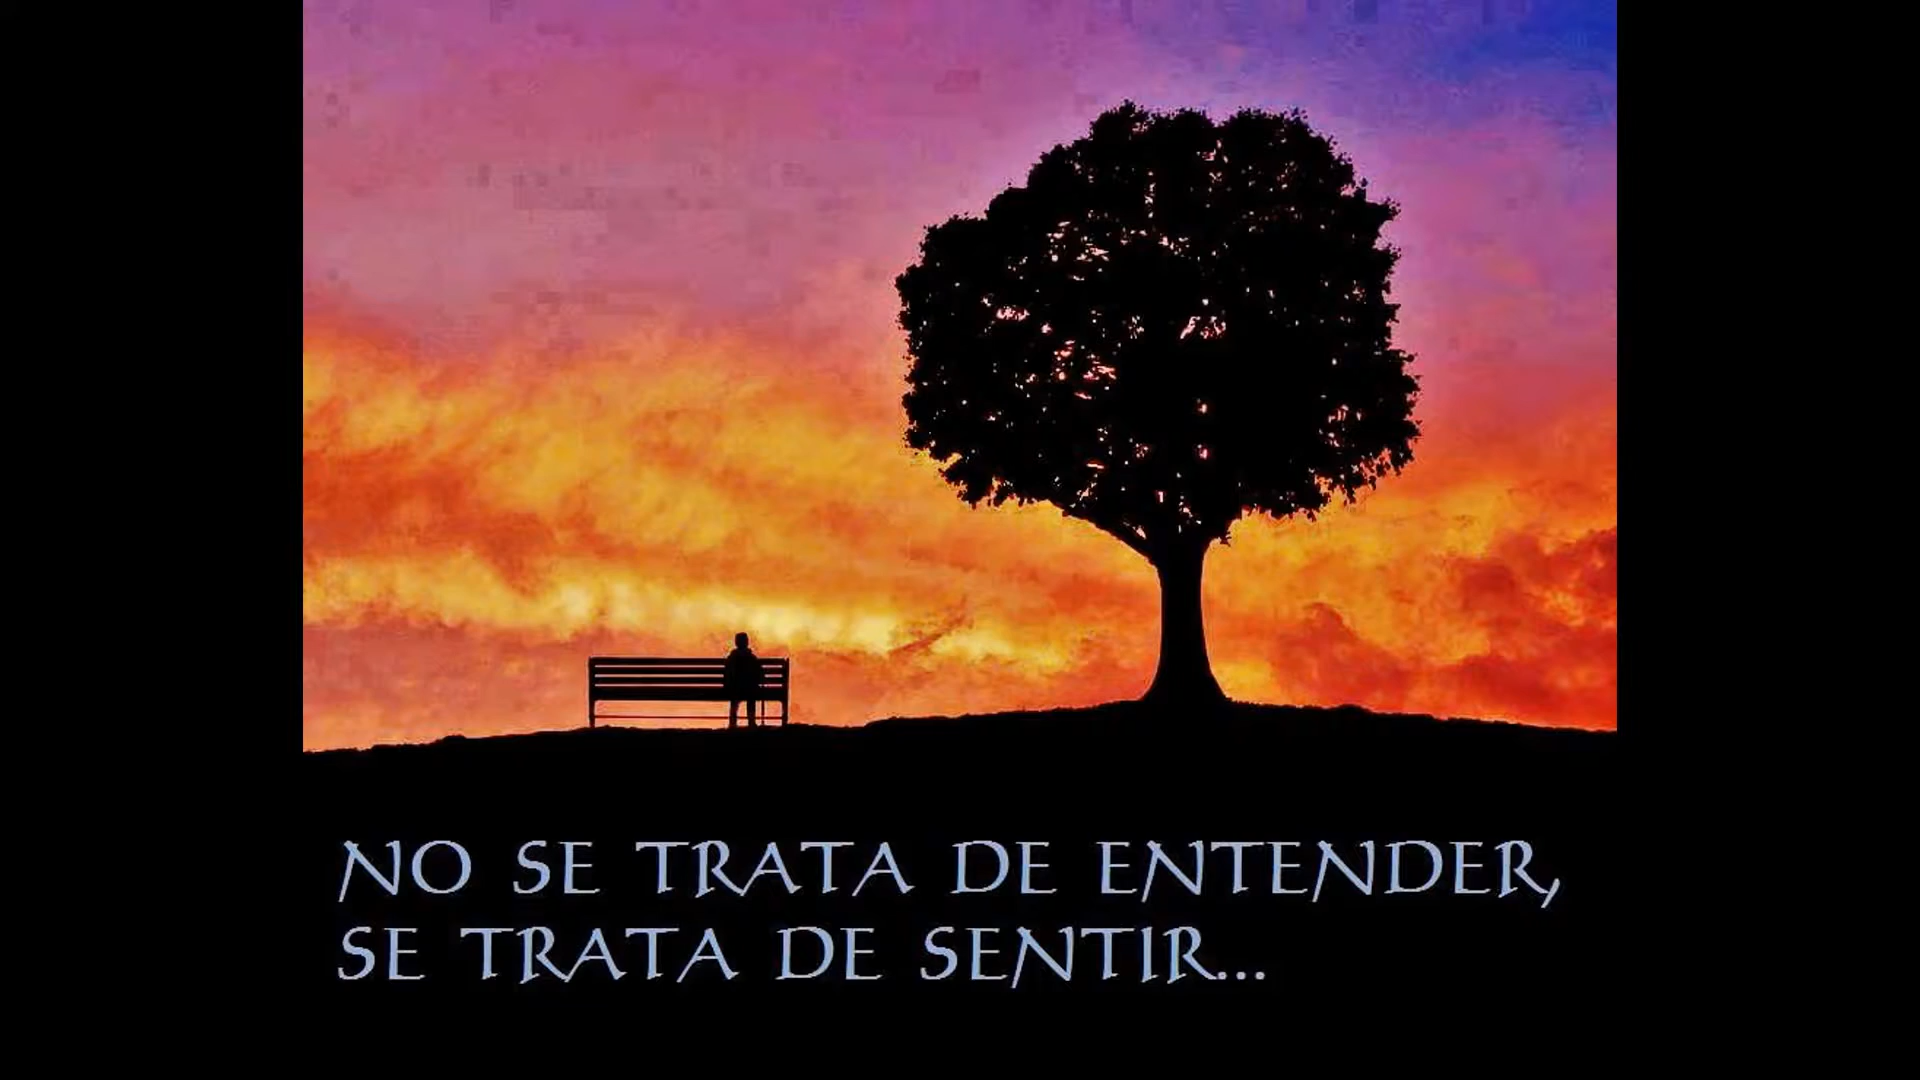 NO SE TRATA DE ENTENDER,
SE TRATA DE SENTIR...